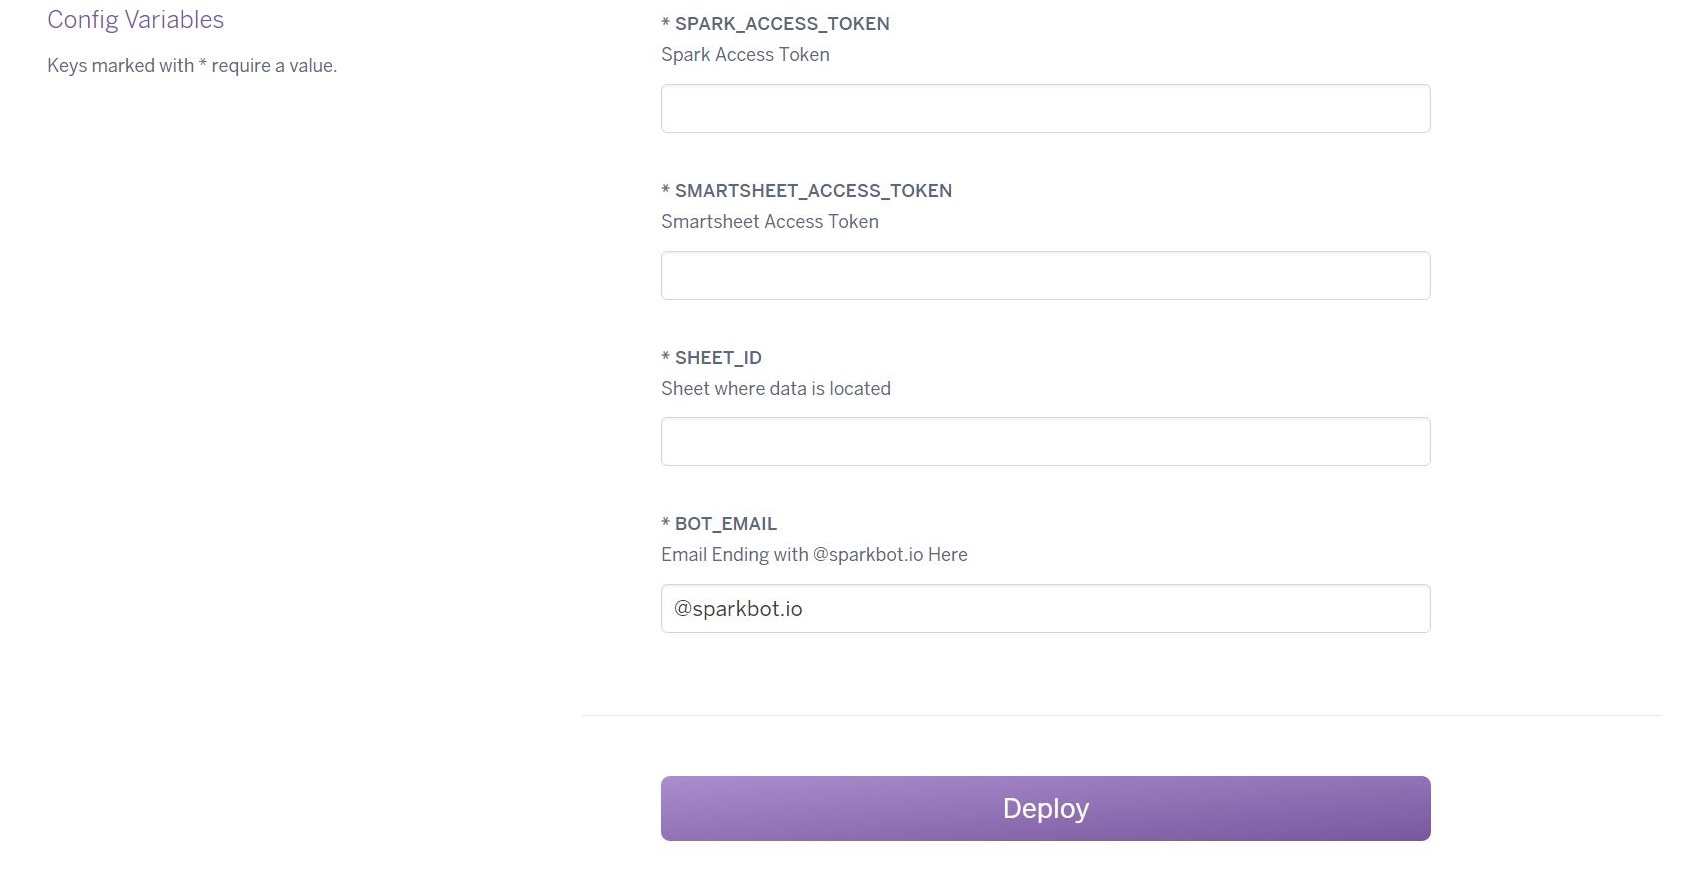 Config Variables
Keys marked with * require a value.
* SPARK_ACCESS_TOKEN
Spark Access Token
* SMARTSHEET_ACCESS_TOKEN
Smartsheet Access Token
* SHEET_ID
Sheet where data is located
* BOT_EMAIL
Email Ending with @sparkbot.io Here
@sparkbot.io
Deploy